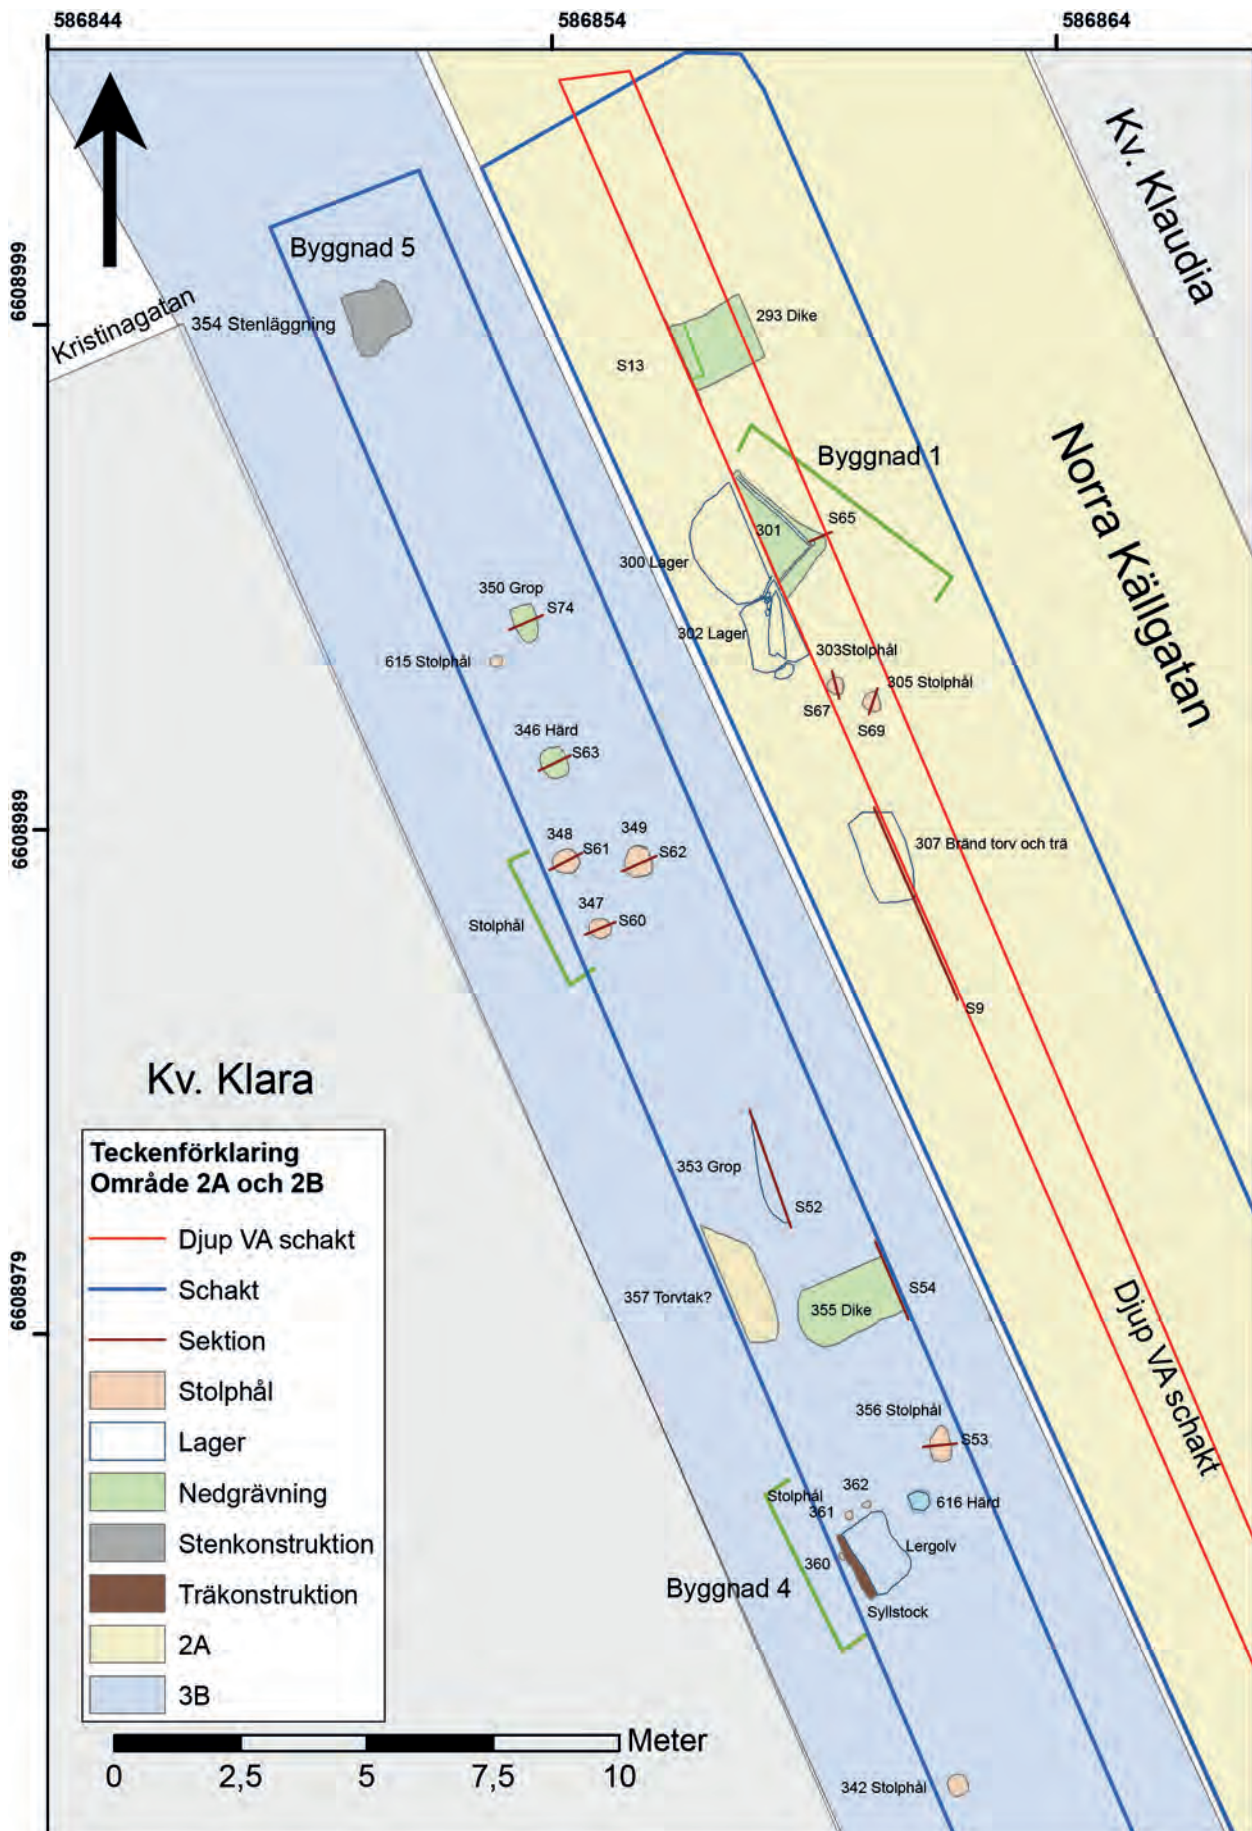 586844
586854
586864
6608999
6608989
6608979
Kv. Klaudia
Byggnad 5
354 Stenläggning
Kristinagatan
293 Dike
S13
Norra Källgatan
Byggnad 1
S65
301
300 Lager
350 Grop
S74
302 Lager
615 Stolphål
303Stolphål
305 Stolphål
S67
S69
346 Härd
S63
348
S61
349
S62
307 Bränd torv och trä
347
S60
Stolphål
S9
Kv. Klara
353 Grop
S52
357 Torvtak?
355 Dike
S54
Djup VA schakt
356 Stolphål
S53
Stolphål
362
361
616 Härd
360
Lergolv
Byggnad 4
Syllstock
342 Stolphål
Teckenförklaring
Område 2A och 2B
Djup VA schakt
Schakt
Sektion
Stolphål
Lager
Nedgrävning
Stenkonstruktion
Träkonstruktion
2A
3B
Meter
0 2,5 5 7,5 10